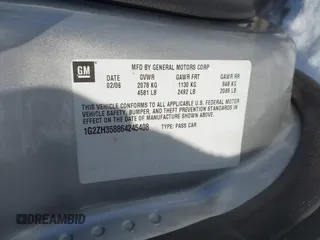 GM
MFD BY GENERAL MOTORS CORP
DATE GVWR GAWR FRT GAWR RR
02/06 2078 KG 1130 KG 948 KG
4581 LB 2492 LB 2089 LB
THIS VEHICLE CONFORMS TO ALL APPLICABLE U.S. FEDERAL MOTOR
VEHICLE SAFETY, BUMPER, AND THEFT PREVENTION STANDARDS
IN EFFECT ON THE DATE OF MANUFACTURE SHOWN ABOVE.
1G2ZH358864245408 TYPE: PASS CAR
DREAMBID